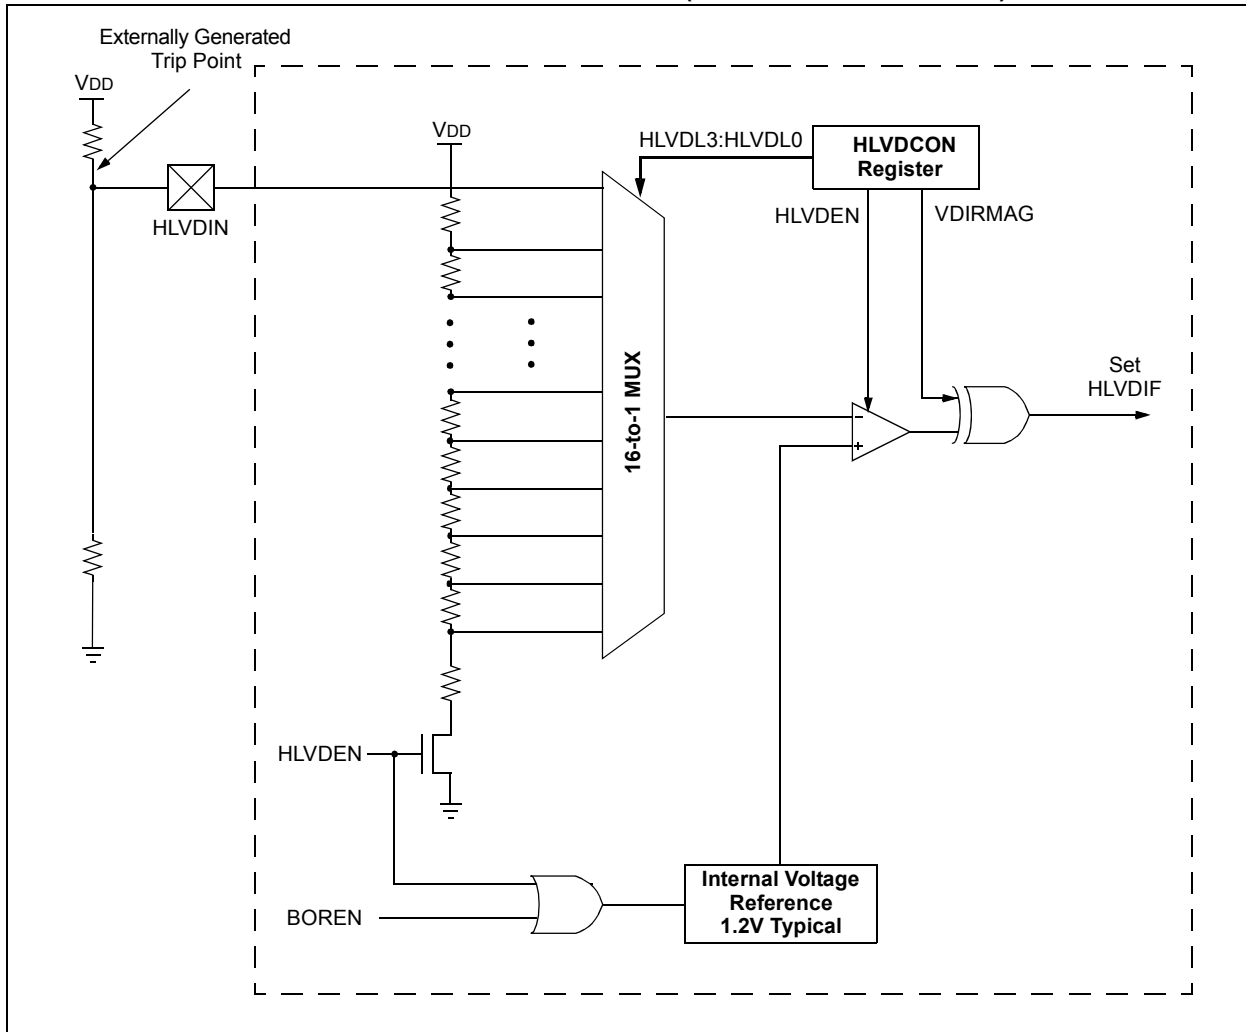 Externally Generated
Trip Point
VDD
VDD
HLVDL3:HLVDL0
HLVDCON
Register
HLVDIN
HLVDEN
VDIRMAG
16-to-1 MUX
Set
HLVDIF
–
+
HLVDEN
BOREN
Internal Voltage
Reference
1.2V Typical